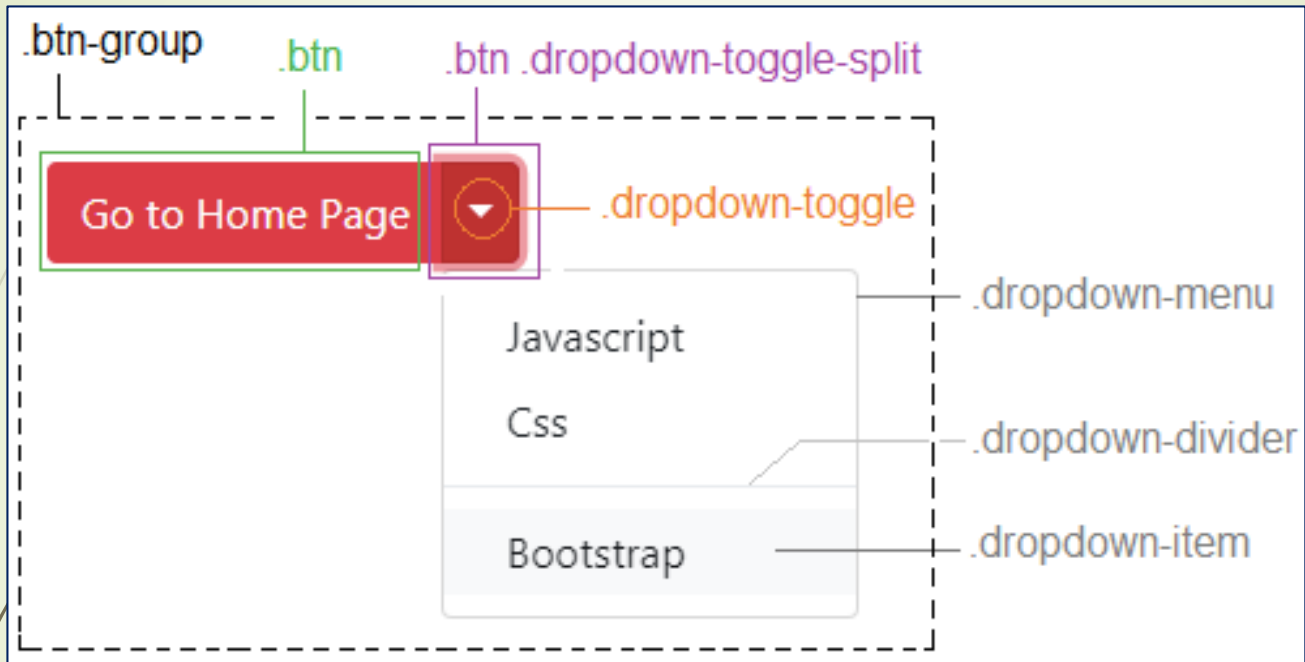 .btn-group
.btn
.btn .dropdown-toggle-split
Go to Home Page
.dropdown-toggle
.dropdown-menu
Javascript
Css
.dropdown-divider
Bootstrap
.dropdown-item